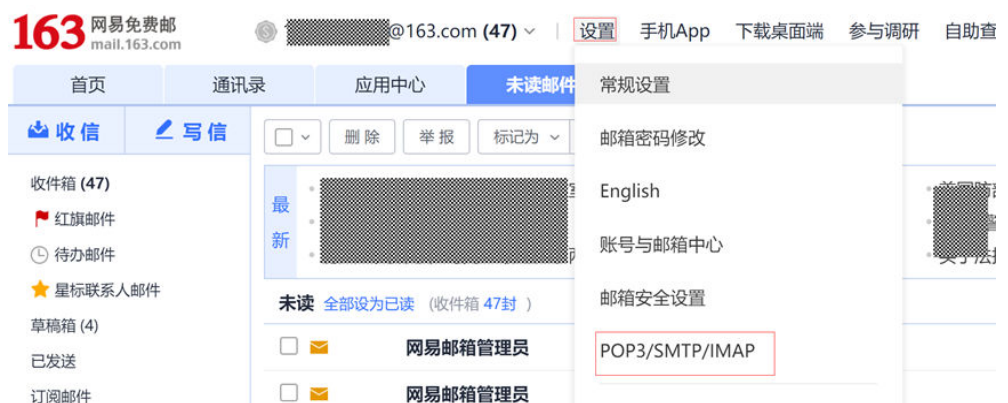 163 网易免费邮
mail.163.com
@163.com (47)
设置 手机App 下载桌面端 参与调研 自助查
首页 通讯录 应用中心 未读邮件
收信 写信
删除 举报 标记为
收件箱 (47)
红旗邮件
待办邮件
星标联系人邮件
草稿箱 (4)
已发送
订阅邮件
最
新
未读 全部设为已读 (收件箱 47封 )
网易邮箱管理员
网易邮箱管理员
常规设置
邮箱密码修改
English
账号与邮箱中心
邮箱安全设置
POP3/SMTP/IMAP